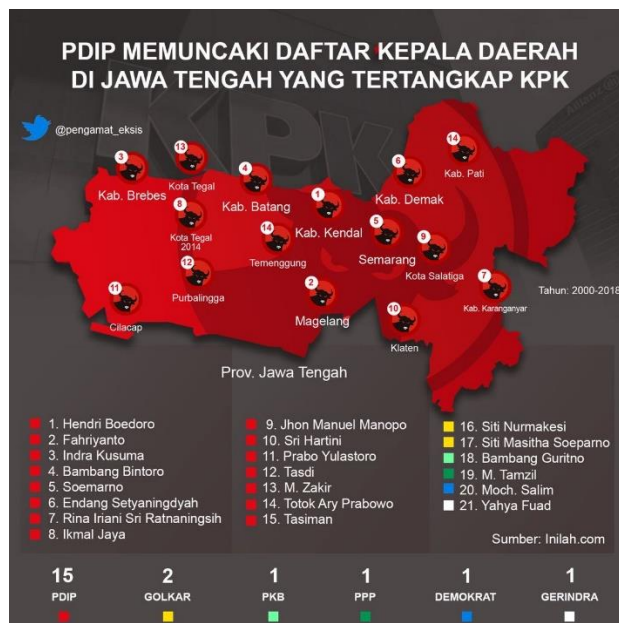 PDIP MEMUNCAKI DAFTAR KEPALA DAERAH
DI JAWA TENGAH YANG TERTANGKAP KPK
@pengamat_eksis
KPK
3
Kab. Brebes
13
Kota Tegal
4
Kab. Batang
1
Kab. Kendal
6
Kab. Demak
14
Kab. Pati
8
Kota Tegal
2014
14
Temenggung
5
Semarang
9
Kota Salatiga
12
Purbalingga
11
Cilacap
2
Magelang
10
Klaten
7
Kab. Karanganyar
Tahun: 2000-2018
Prov. Jawa Tengah
1. Hendri Boedoro
2. Fahriyanto
3. Indra Kusuma
4. Bambang Bintoro
5. Soemarno
6. Endang Setyaningdyah
7. Rina Iriani Sri Ratnaningsih
8. Ikmal Jaya
9. Jhon Manuel Manopo
10. Sri Hartini
11. Prabo Yulastoro
12. Tasdi
13. M. Zakir
14. Totok Ary Prabowo
15. Tasiman
16. Siti Nurmakesi
17. Siti Masitha Soeparno
18. Bambang Guritno
19. M. Tamzil
20. Moch. Salim
21. Yahya Fuad
Sumber: Inilah.com
15 2 1 1 1 1
PDIP GOLKAR PKB PPP DEMOKRAT GERINDRA